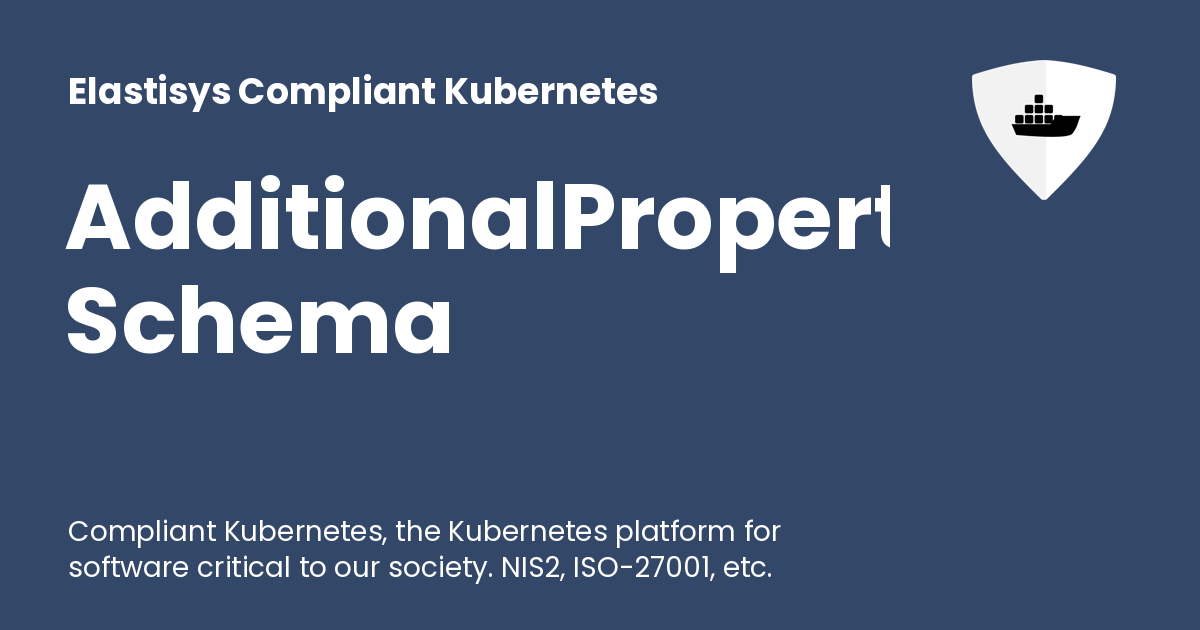 Elastisys Compliant Kubernetes
AdditionalPropert
Schema
Compliant Kubernetes, the Kubernetes platform for
software critical to our society. NIS2, ISO-27001, etc.